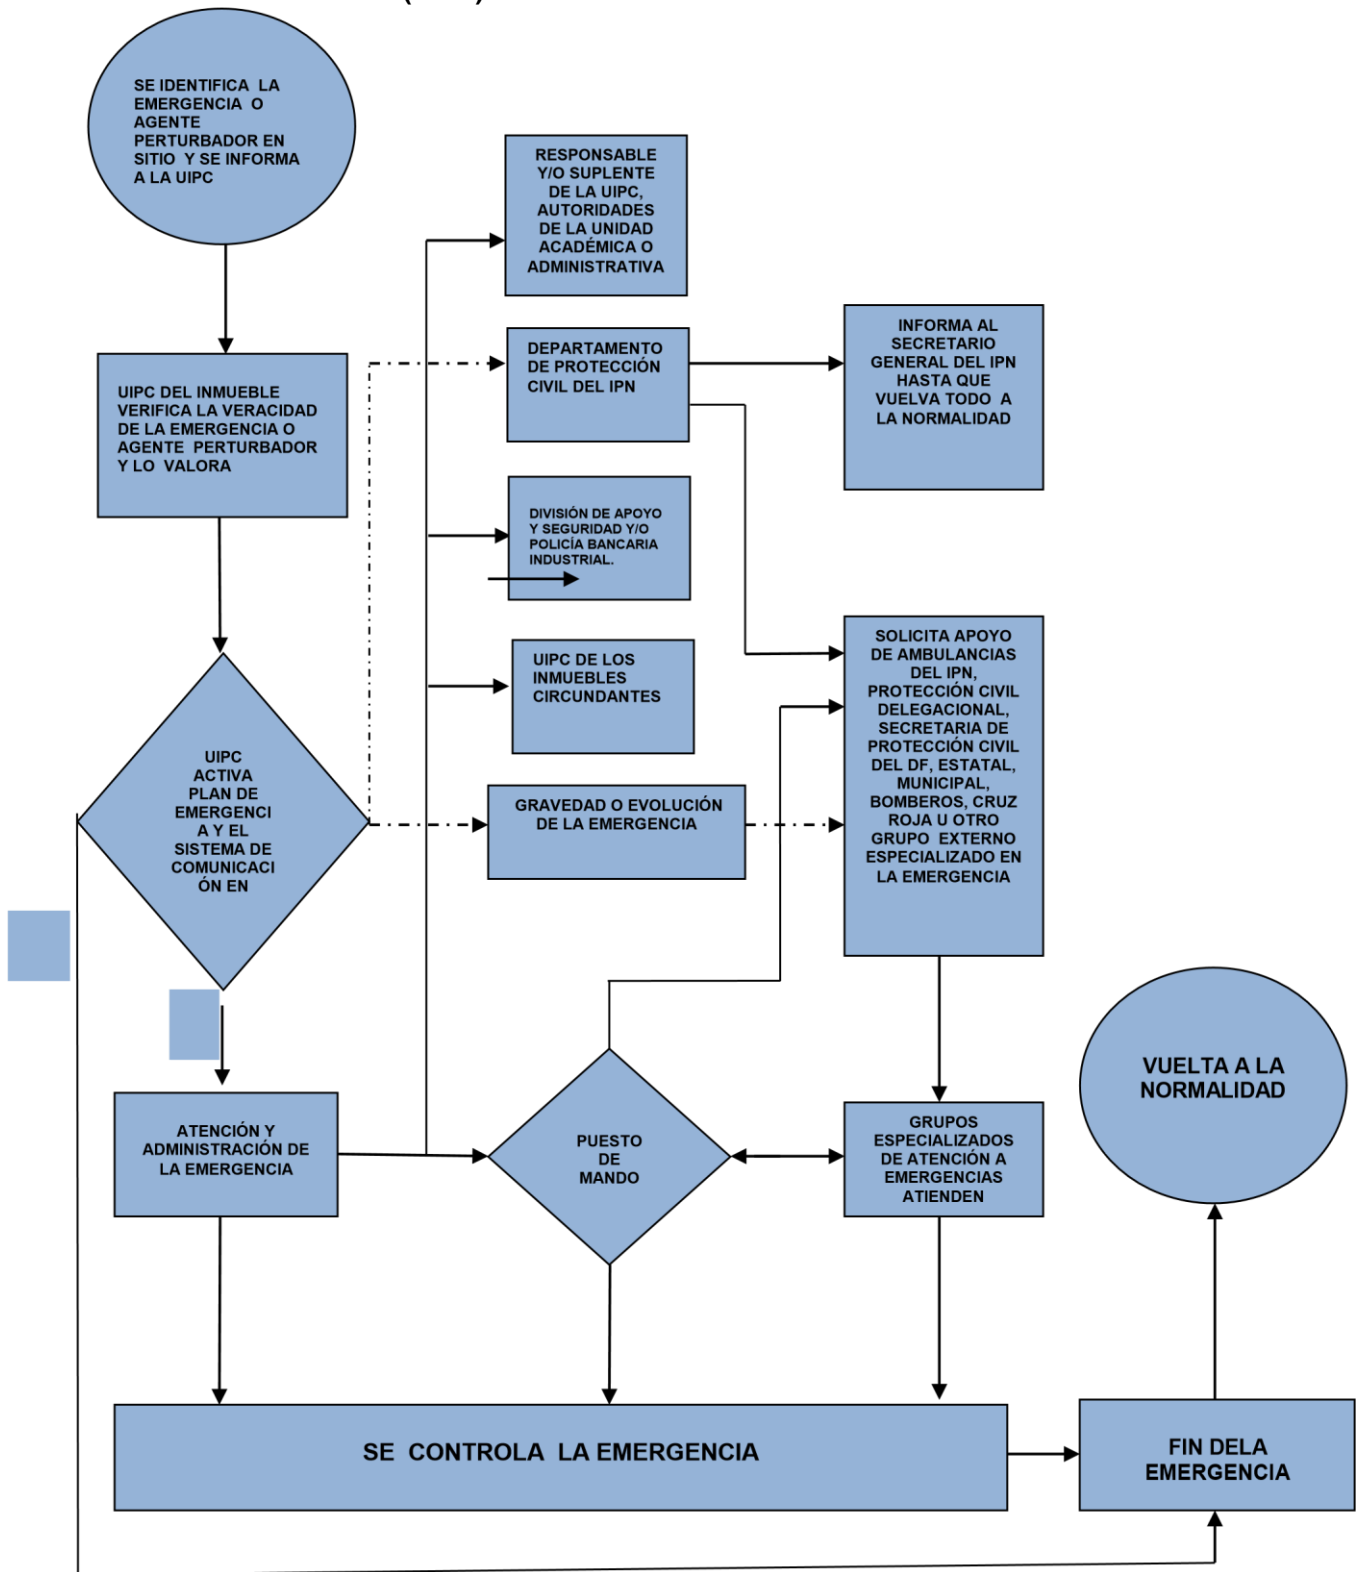 SE IDENTIFICA LA
EMERGENCIA O
AGENTE
PERTURBADOR EN
SITIO Y SE INFORMA
A LA UIPC
RESPONSABLE
Y/O SUPLENTE
DE LA UIPC,
AUTORIDADES
DE LA UNIDAD
ACADÉMICA O
ADMINISTRATIVA
INFORMA AL
SECRETARIO
GENERAL DEL IPN
HASTA QUE
VUELVA TODO A
LA NORMALIDAD
DEPARTAMENTO
DE PROTECCIÓN
CIVIL DEL IPN
UIPC DEL INMUEBLE
VERIFICA LA VERACIDAD
DE LA EMERGENCIA O
AGENTE PERTURBADOR
Y LO VALORA
DIVISIÓN DE APOYO
Y SEGURIDAD Y/O
POLICÍA BANCARIA
INDUSTRIAL.
UIPC DE LOS
INMUEBLES
CIRCUNDANTES
SOLICITA APOYO
DE AMBULANCIAS
DEL IPN,
PROTECCIÓN CIVIL
DELEGACIONAL,
SECRETARIA DE
PROTECCIÓN CIVIL
DEL DF, ESTATAL,
MUNICIPAL,
BOMBEROS, CRUZ
ROJA U OTRO
GRUPO EXTERNO
ESPECIALIZADO EN
LA EMERGENCIA
UIPC
ACTIVA
PLAN DE
EMERGENCI
A Y EL
SISTEMA DE
COMUNICACI
ÓN EN
GRAVEDAD O EVOLUCIÓN
DE LA EMERGENCIA
VUELTA A LA
NORMALIDAD
ATENCIÓN Y
ADMINISTRACIÓN DE
LA EMERGENCIA
PUESTO
DE
MANDO
GRUPOS
ESPECIALIZADOS
DE ATENCIÓN A
EMERGENCIAS
ATIENDEN
SE CONTROLA LA EMERGENCIA
FIN DELA
EMERGENCIA